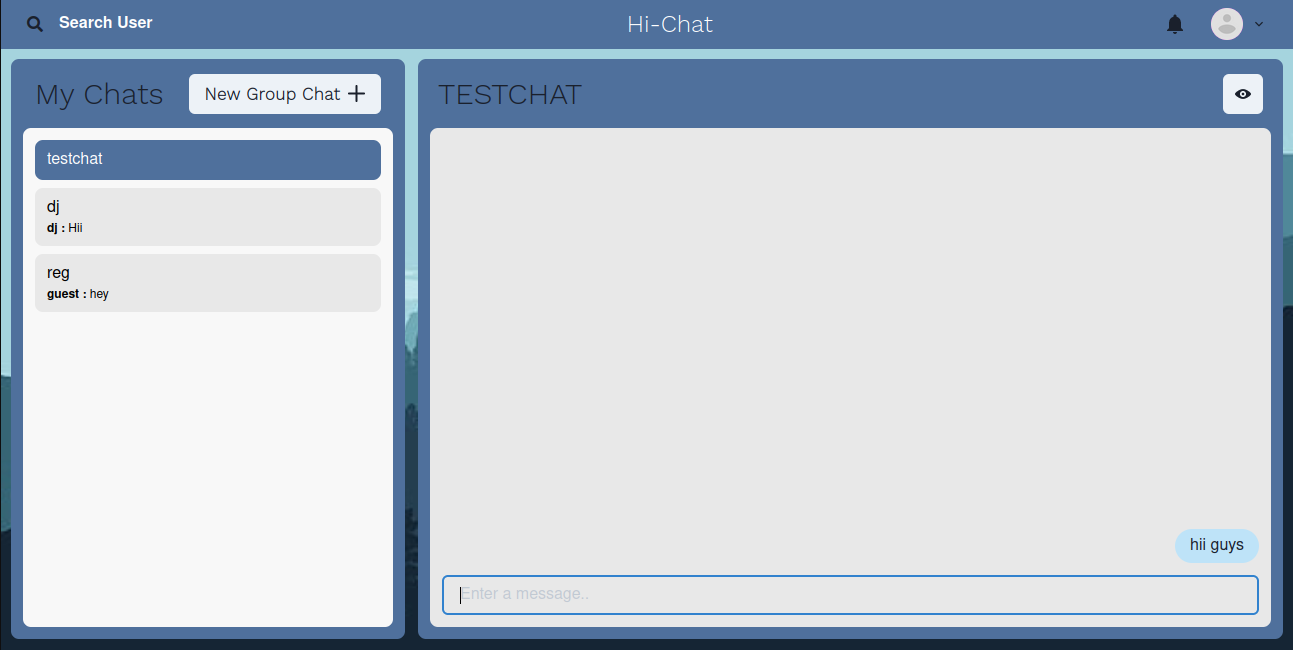 Search User
Hi-Chat
My Chats
New Group Chat
testchat
dj
dj : Hii
reg
guest : hey
TESTCHAT
hii guys
Enter a message..